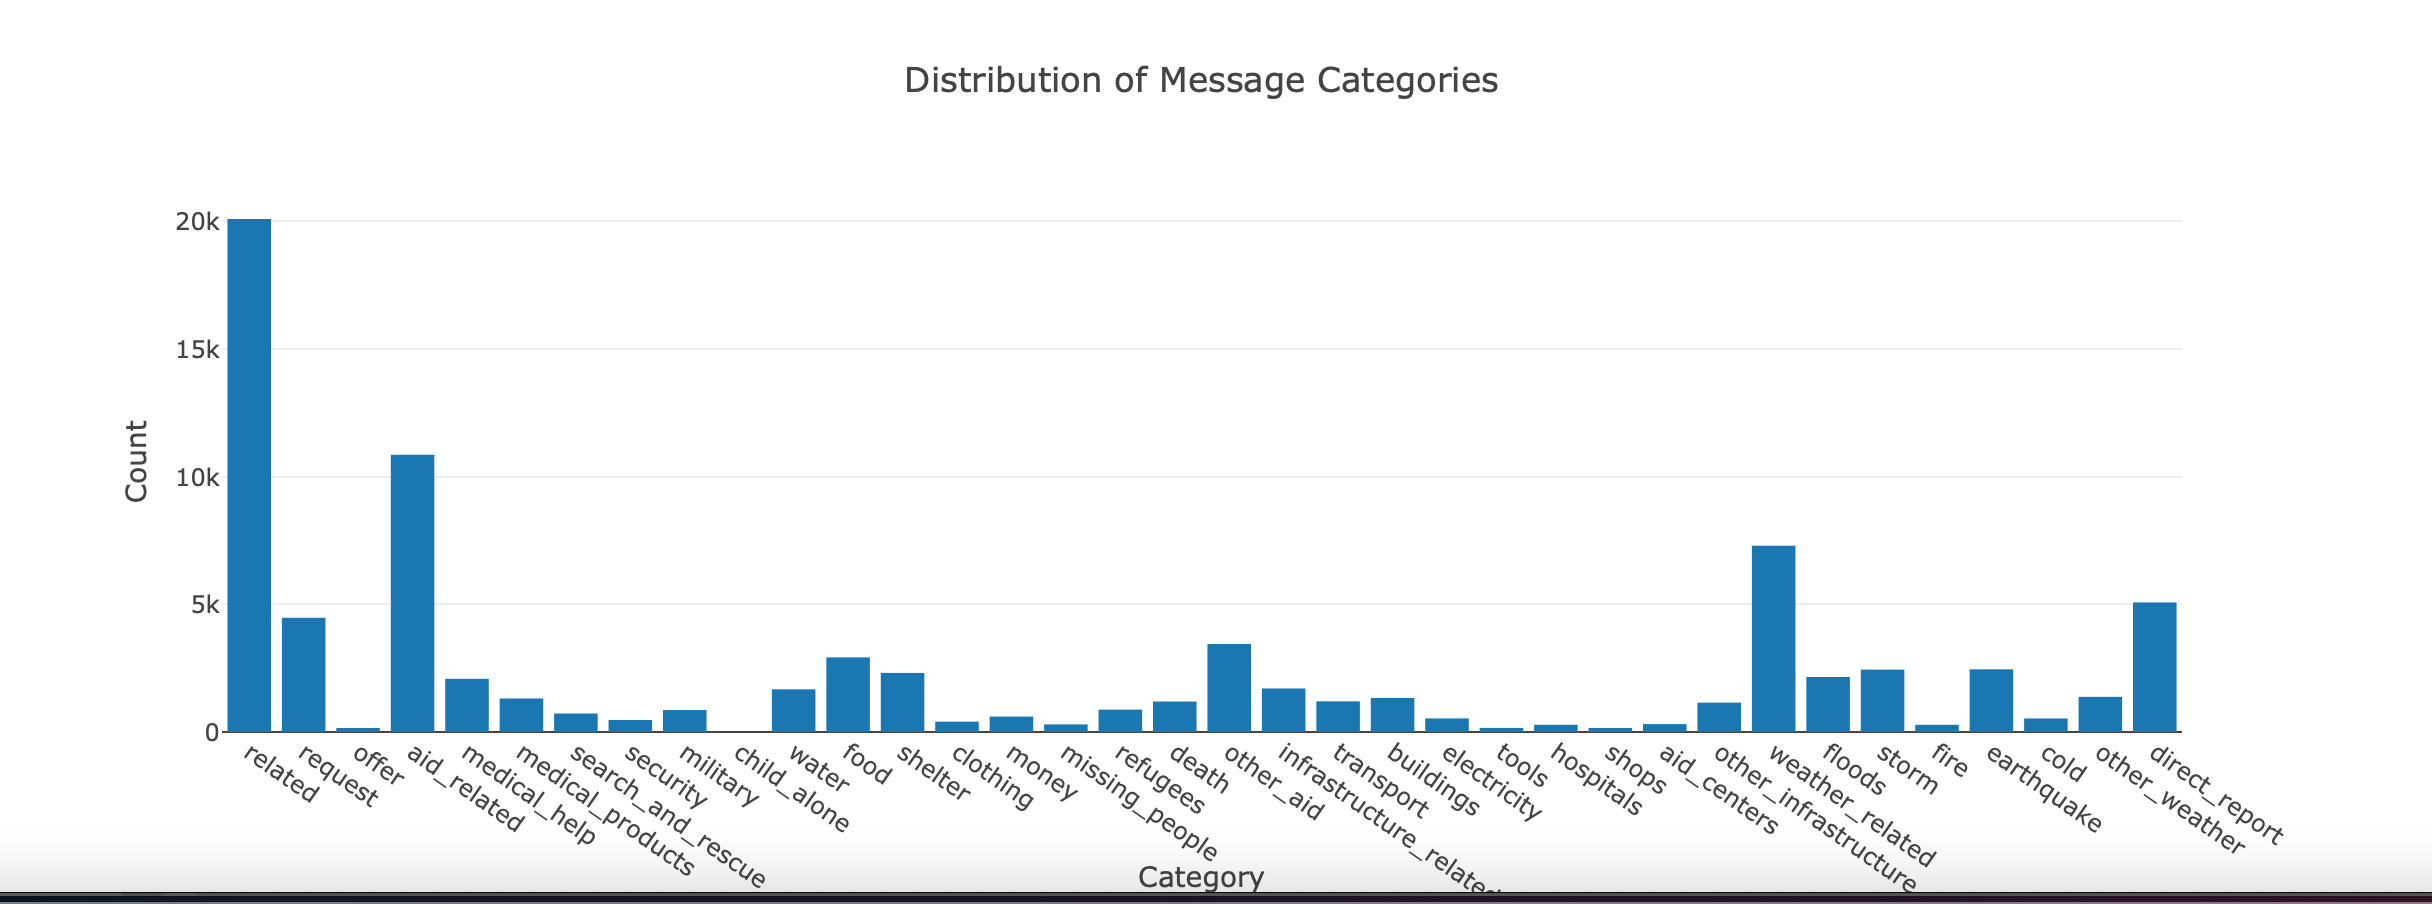 Distribution of Message Categories
20k
15k
10k
5k
0
Count
related
request
offer
aid_related
medical_help
medical_products
search_and_rescue
security
military
child_alone
water
food
shelter
clothing
money
missing_people
refugees
death
other_aid
infrastructure_related
transport
buildings
electricity
tools
hospitals
shops
aid_centers
other_infrastructure
weather_related
floods
storm
fire
earthquake
cold
other_weather
direct_report
Category